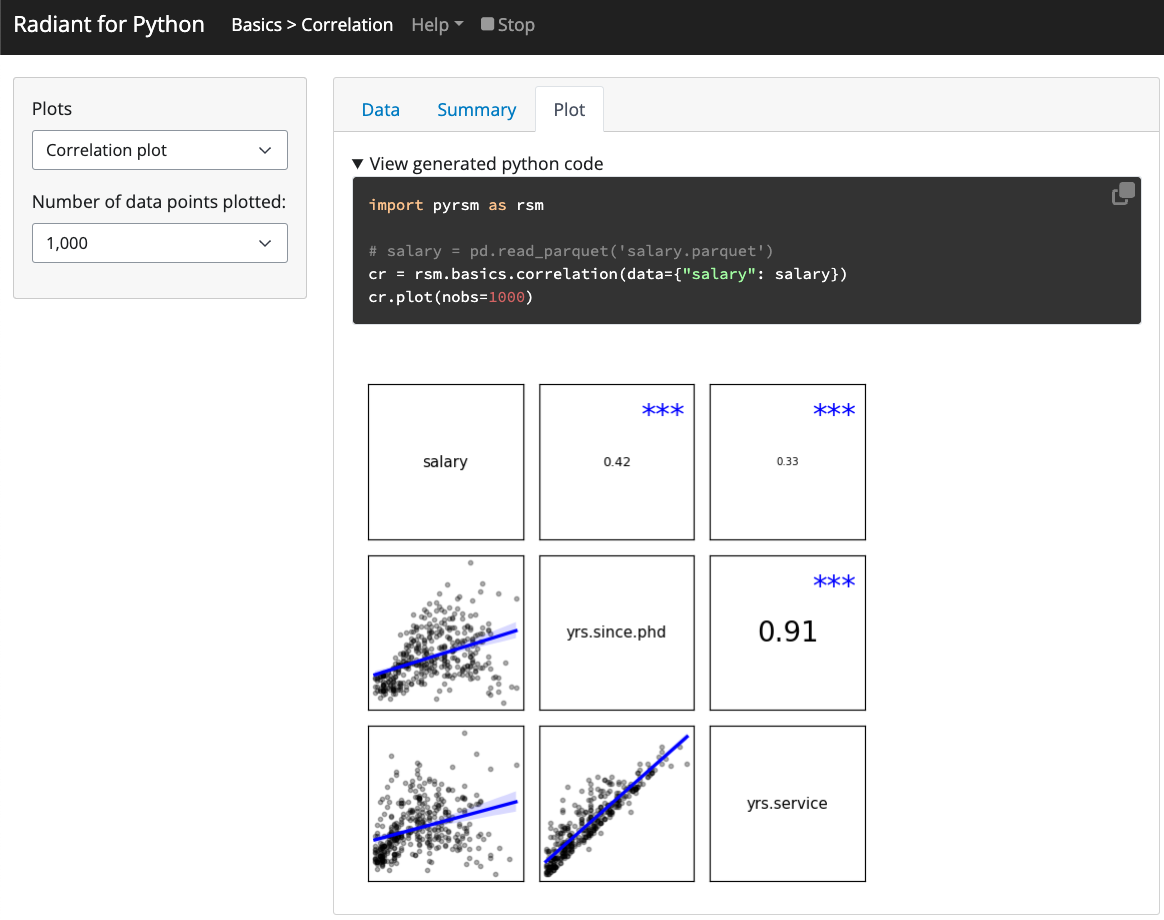 Radiant for Python Basics > Correlation Help Stop
Plots
Correlation plot
Number of data points plotted:
1,000
Data Summary Plot
▼ View generated python code
import pyrsm as rsm
# salary = pd.read_parquet('salary.parquet')
cr = rsm.basics.correlation(data={"salary": salary})
cr.plot(nobs=1000)
*** ***
salary 0.42 0.33
***
yrs.since.phd 0.91
yrs.service